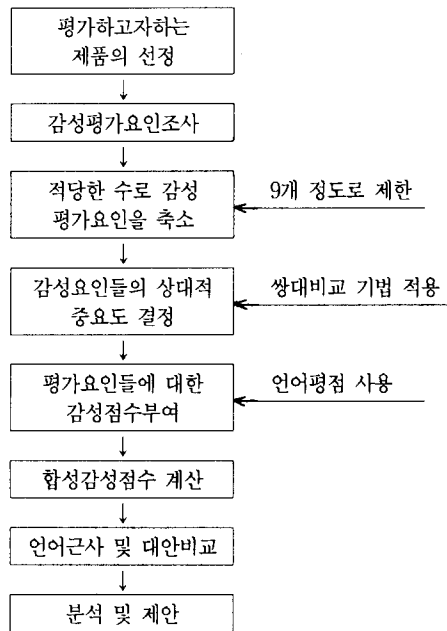 평가하고자하는
제품의 선정
감성평가요인조사
적당한 수로 감성
평가요인을 축소
9개 정도로 제한
감성요인들의 상대적
중요도 결정
쌍대비교 기법 적용
평가요인들에 대한
감성점수부여
언어평점 사용
합성감성점수 계산
언어근사 및 대안비교
분석 및 제안